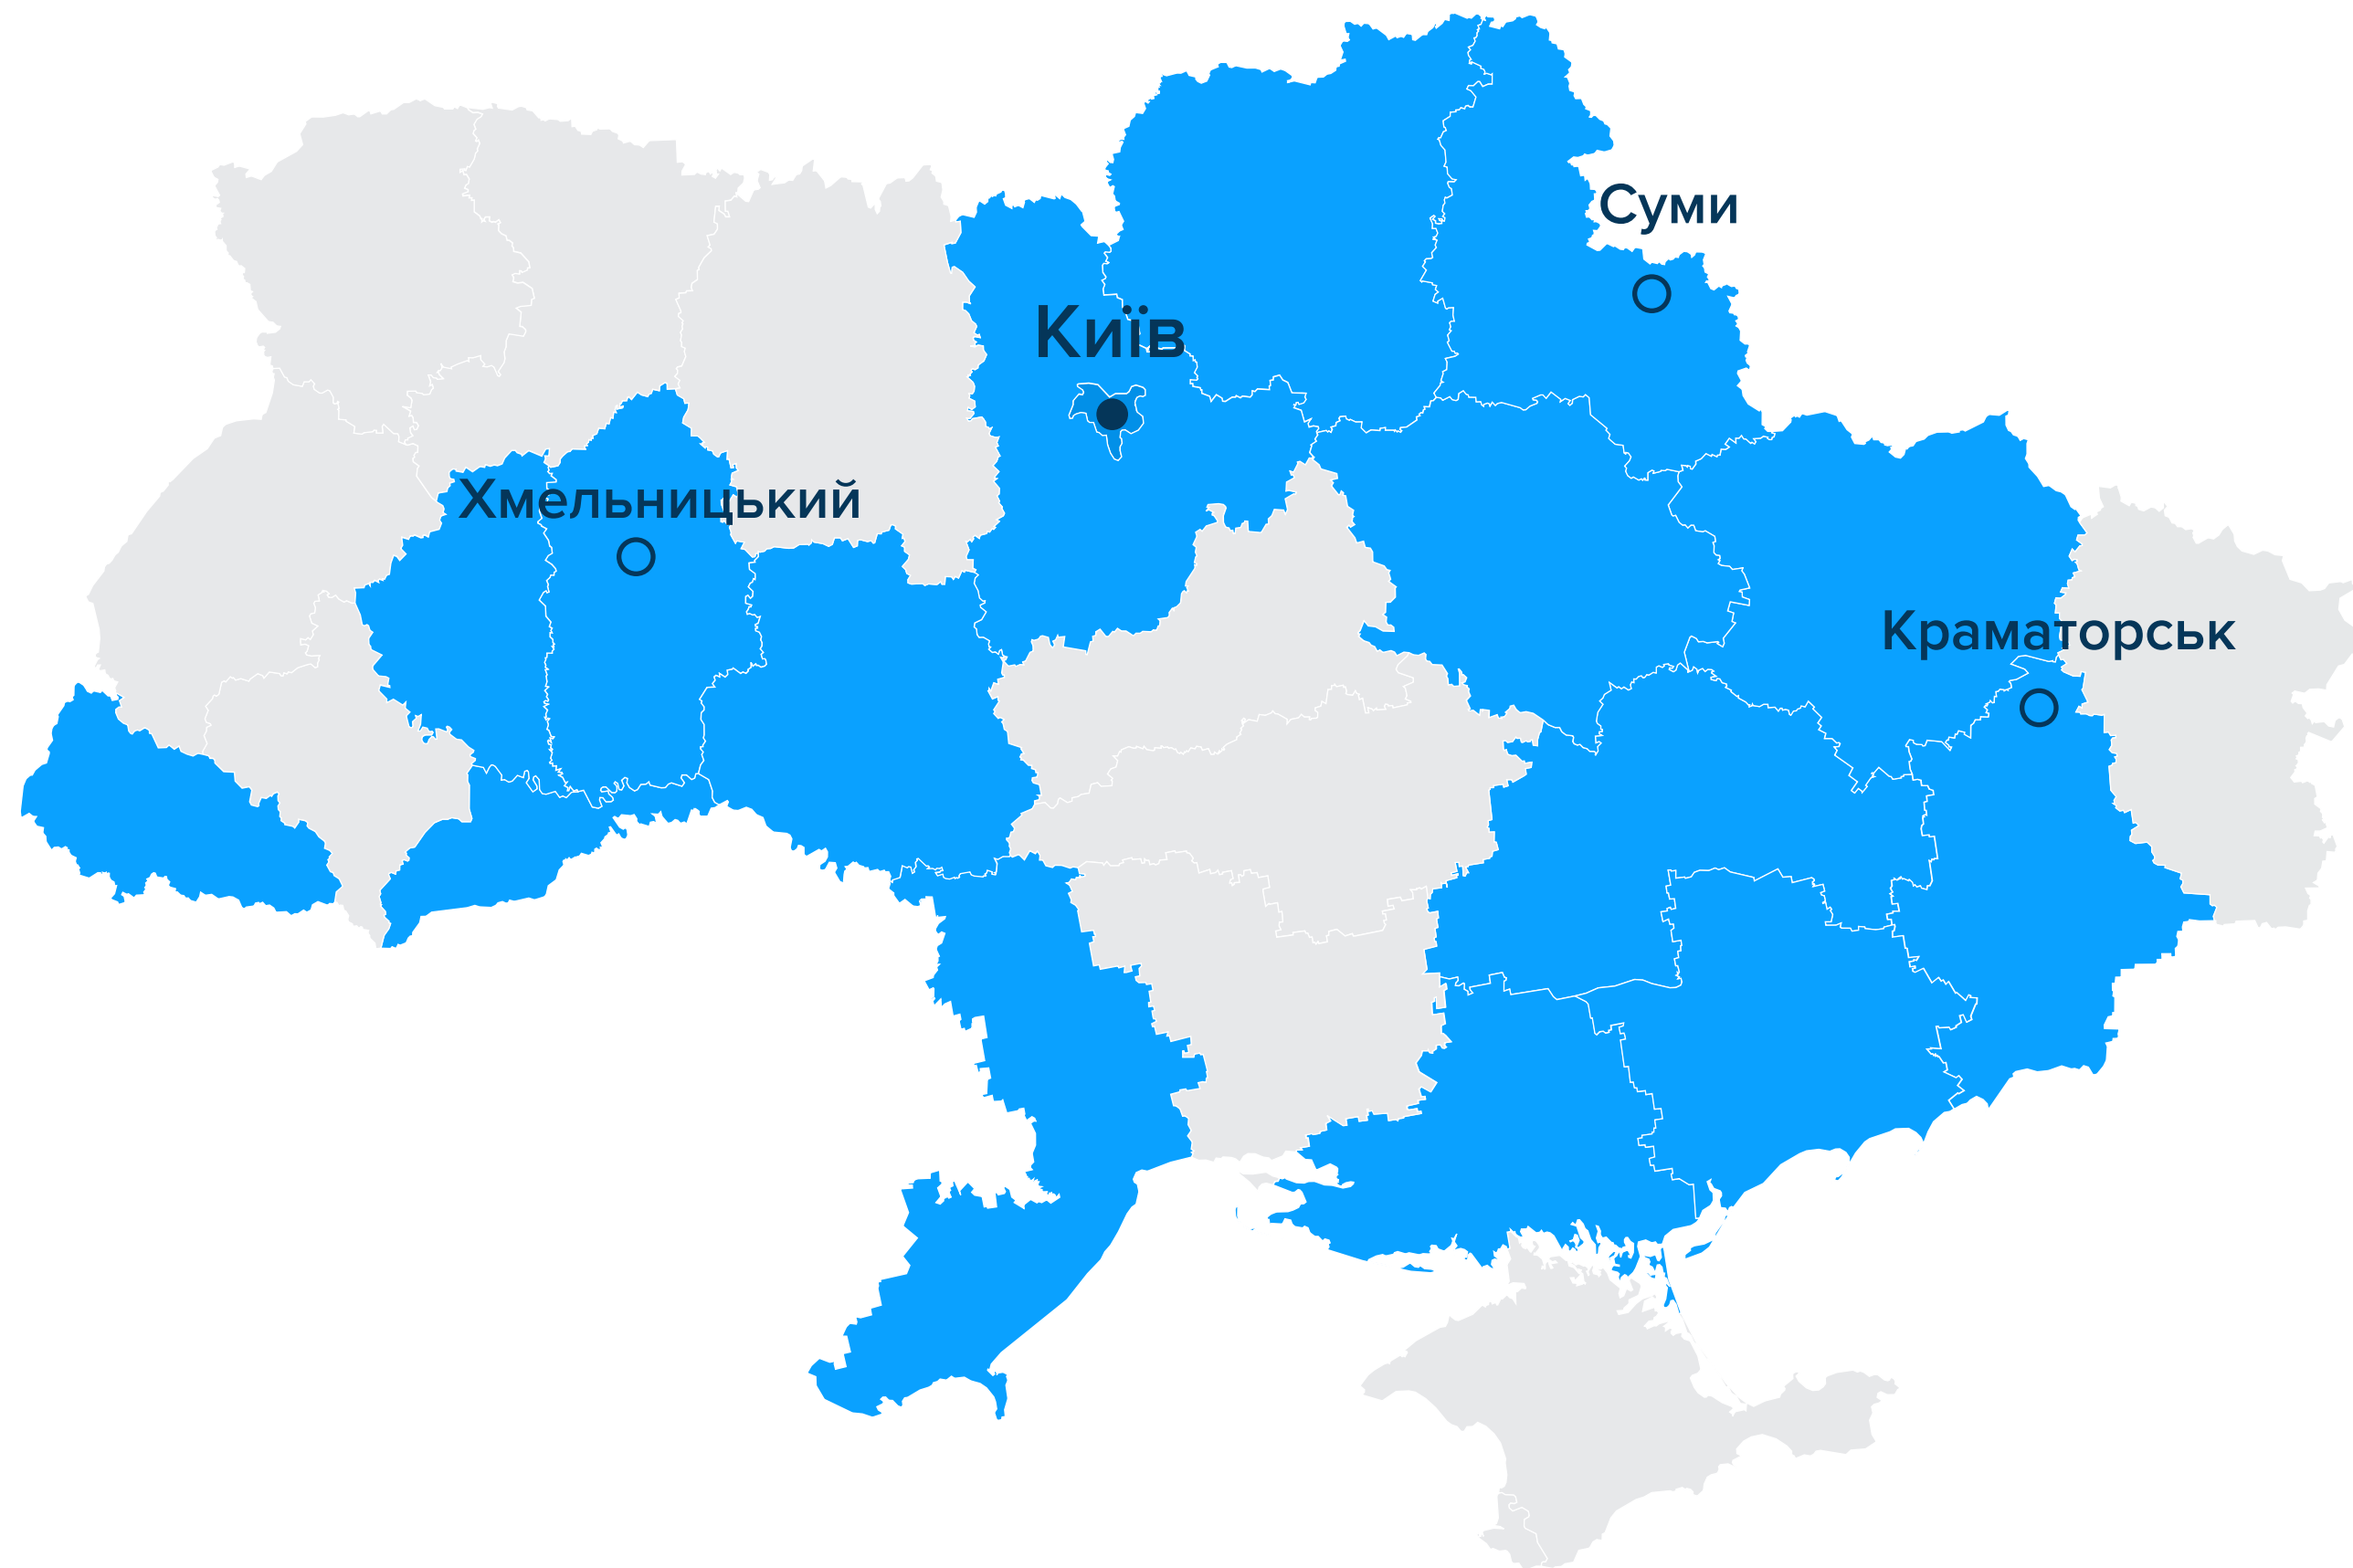 Суми
Київ
Хмельницький
Краматорськ